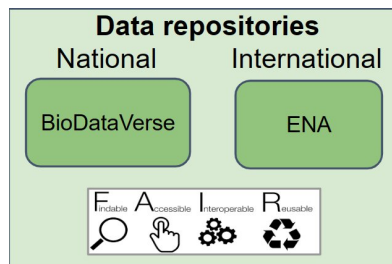 Data repositories
National International
BioDataVerse ENA
Findable Accessible Interoperable Reusable